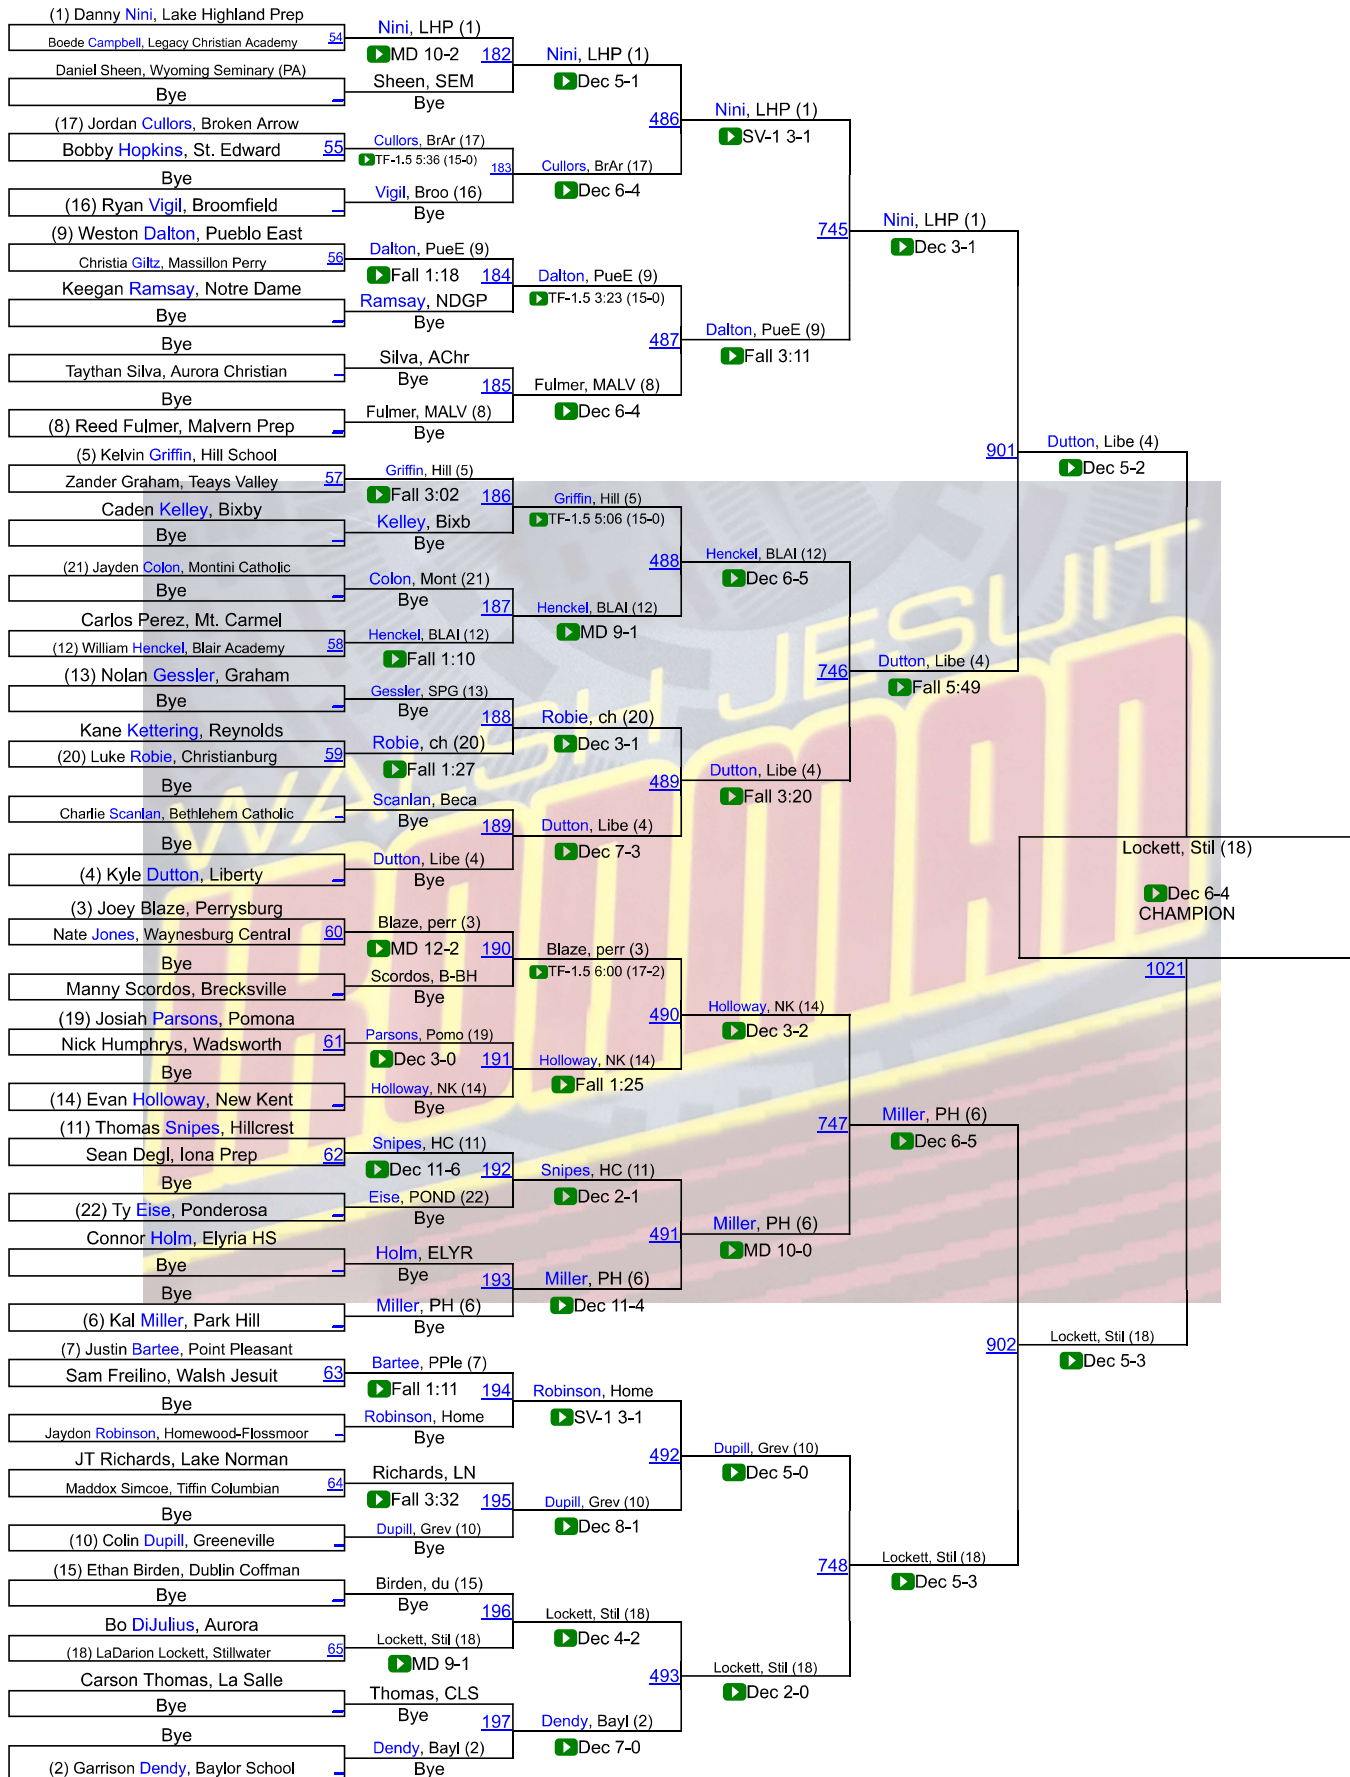 (1) Danny Nini, Lake Highland Prep
Boede Campbell, Legacy Christian Academy 54
Daniel Sheen, Wyoming Seminary (PA)
Bye
(17) Jordan Cullors, Broken Arrow
Bobby Hopkins, St. Edward 55
Bye
(16) Ryan Vigil, Broomfield
(9) Weston Dalton, Pueblo East
Christia Giltz, Massillon Perry 56
Keegan Ramsay, Notre Dame
Bye
Bye
Taythan Silva, Aurora Christian
Bye
(8) Reed Fulmer, Malvern Prep
(5) Kelvin Griffin, Hill School
Zander Graham, Teays Valley 57
Caden Kelley, Bixby
Bye
(21) Jayden Colon, Montini Catholic
Bye
Carlos Perez, Mt. Carmel
(12) William Henckel, Blair Academy 58
(13) Nolan Gessler, Graham
Bye
Kane Kettering, Reynolds
(20) Luke Robie, Christianburg 59
Bye
Charlie Scanlan, Bethlehem Catholic
Bye
(4) Kyle Dutton, Liberty
(3) Joey Blaze, Perrysburg
Nate Jones, Waynesburg Central 60
Bye
Manny Scordos, Brecksville
(19) Josiah Parsons, Pomona
Nick Humphrys, Wadsworth 61
Bye
(14) Evan Holloway, New Kent
(11) Thomas Snipes, Hillcrest
Sean Degl, Iona Prep 62
Bye
(22) Ty Eise, Ponderosa
Connor Holm, Elyria HS
Bye
Bye
(6) Kal Miller, Park Hill
(7) Justin Bartee, Point Pleasant
Sam Freilino, Walsh Jesuit 63
Bye
Jaydon Robinson, Homewood-Flossmoor
JT Richards, Lake Norman
Maddox Simcoe, Tiffin Columbian 64
Bye
(10) Colin Dupill, Greeneville
(15) Ethan Birden, Dublin Coffman
Bye
Bo DiJulius, Aurora
(18) LaDarion Lockett, Stillwater 65
Carson Thomas, La Salle
Bye
Bye
(2) Garrison Dendy, Baylor School
Nini, LHP (1)
MD 10-2 182
Sheen, SEM
Bye
Cullors, BrAr (17)
TF-1.5 5:36 (15-0) 183
Vigil, Broo (16)
Bye
Dalton, PueE (9)
Fall 1:18 184
Ramsay, NDGP
Bye
Silva, AChr
Bye 185
Fulmer, MALV (8)
Bye
Griffin, Hill (5)
Fall 3:02 186
Kelley, Bixb
Bye
Colon, Mont (21)
Bye 187
Henckel, BLAI (12)
Fall 1:10
Gessler, SPG (13)
Bye 188
Robie, ch (20)
Fall 1:27
Scanlan, Beca
Bye 189
Dutton, Libe (4)
Bye
Blaze, perr (3)
MD 12-2 190
Scordos, B-BH
Bye
Parsons, Pomo (19)
Dec 3-0 191
Holloway, NK (14)
Bye
Snipes, HC (11)
Dec 11-6 192
Eise, POND (22)
Bye
Holm, ELYR
Bye 193
Miller, PH (6)
Bye
Bartee, PPle (7)
Fall 1:11 194
Robinson, Home
Bye
Richards, LN
Fall 3:32 195
Dupill, Grev (10)
Bye
Birden, du (15)
Bye 196
Lockett, Stil (18)
MD 9-1
Thomas, CLS
Bye 197
Dendy, Bayl (2)
Bye
Nini, LHP (1)
Dec 5-1
486
Cullors, BrAr (17)
Dec 6-4
Dalton, PueE (9)
TF-1.5 3:23 (15-0)
487
Fulmer, MALV (8)
Dec 6-4
Griffin, Hill (5)
TF-1.5 5:06 (15-0)
488
Henckel, BLAI (12)
MD 9-1
Robie, ch (20)
Dec 3-1
489
Dutton, Libe (4)
Dec 7-3
Blaze, perr (3)
TF-1.5 6:00 (17-2)
490
Holloway, NK (14)
Fall 1:25
Snipes, HC (11)
Dec 2-1
491
Miller, PH (6)
Dec 11-4
Robinson, Home
SV-1 3-1
492
Dupill, Grev (10)
Dec 8-1
Lockett, Stil (18)
Dec 4-2
493
Dendy, Bayl (2)
Dec 7-0
Nini, LHP (1)
SV-1 3-1
745
Dalton, PueE (9)
Fall 3:11
Henckel, BLAI (12)
Dec 6-5
746
Dutton, Libe (4)
Fall 3:20
Holloway, NK (14)
Dec 3-2
747
Miller, PH (6)
MD 10-0
Dupill, Grev (10)
Dec 5-0
748
Lockett, Stil (18)
Dec 2-0
Nini, LHP (1)
Dec 3-1
901
Dutton, Libe (4)
Fall 5:49
Miller, PH (6)
Dec 6-5
902
Lockett, Stil (18)
Dec 5-3
Dutton, Libe (4)
Dec 5-2
Lockett, Stil (18)
Dec 6-4
CHAMPION
1021
Lockett, Stil (18)
Dec 5-3
WALSH JESUIT
IRONMAN